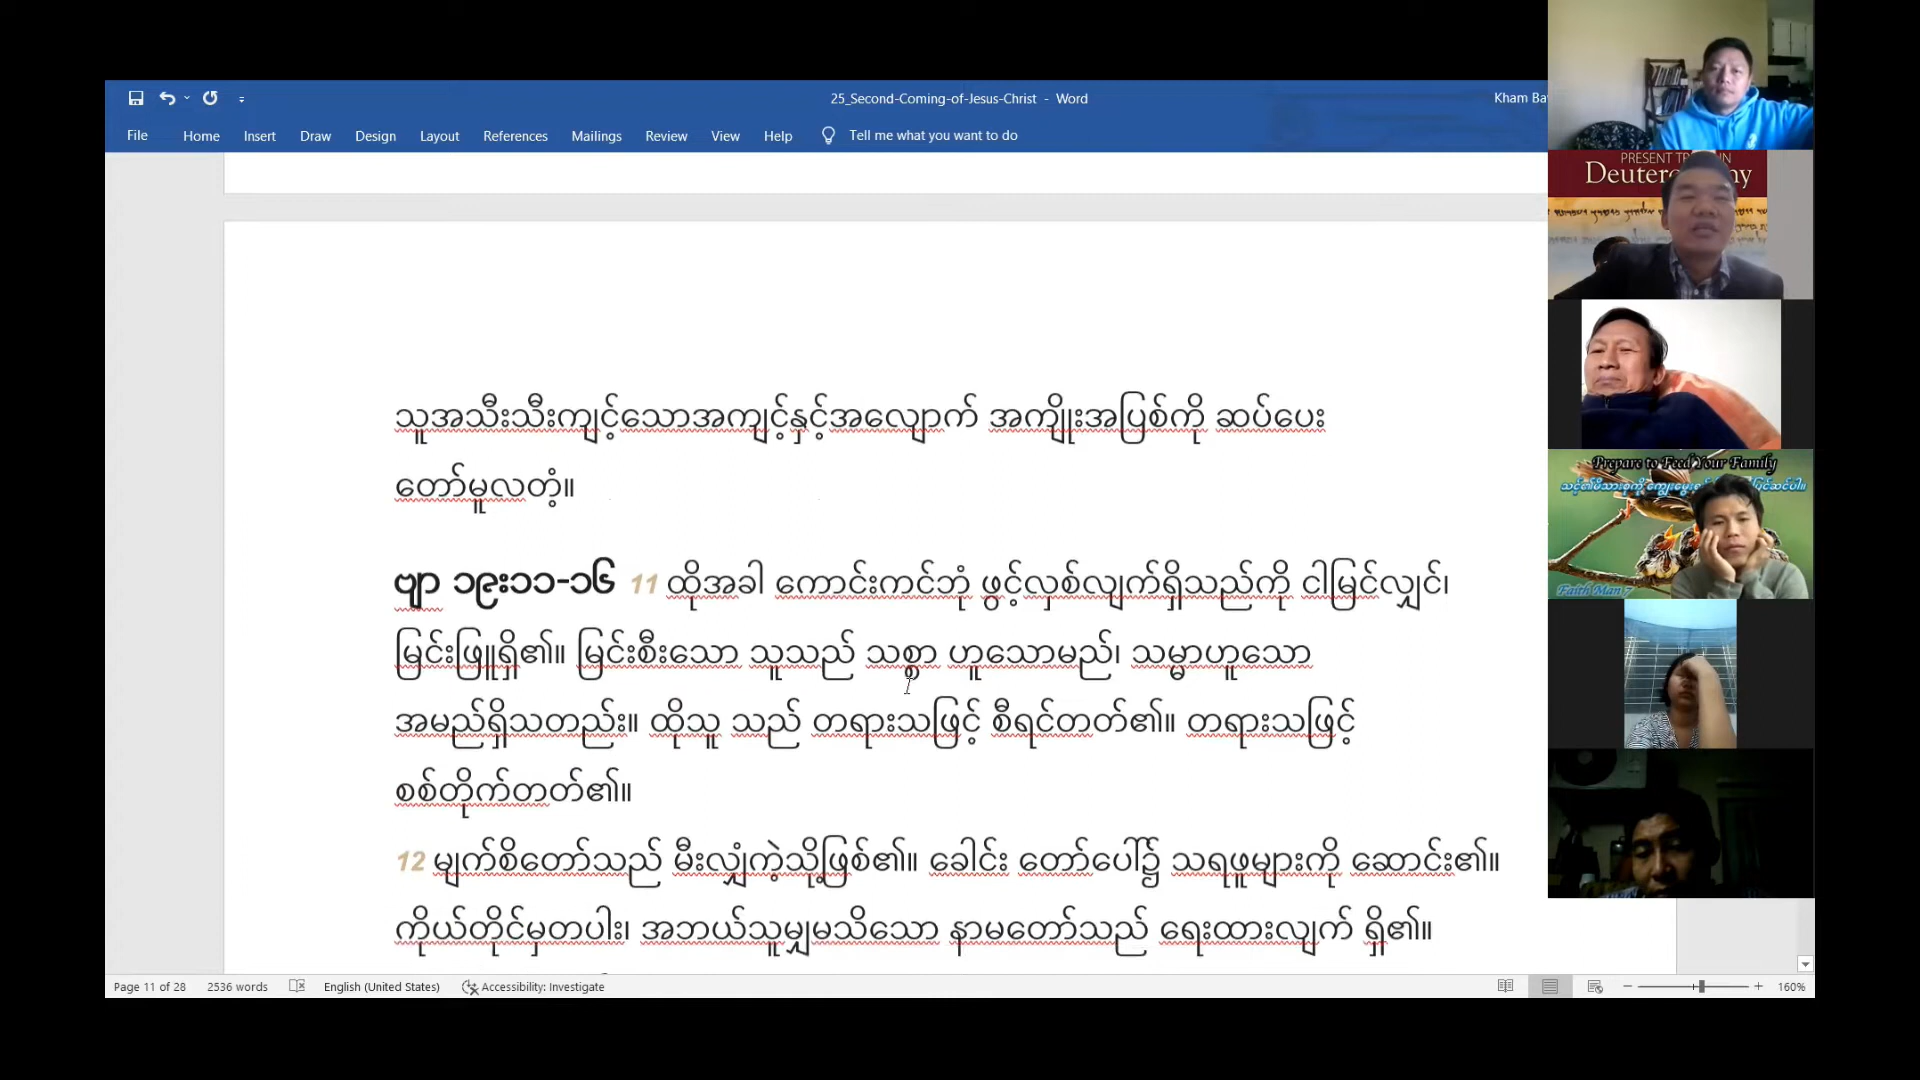 25_Second-Coming-of-Jesus-Christ - Word
Kham Ba
File Home Insert Draw Design Layout References Mailings Review View Help Tell me what you want to do
သူအသီးသီးကျင့်သောအကျင့်နှင့်အလျောက် အကျိုးအပြစ်ကို ဆပ်ပေး
တော်မူလတံ့။
ဗျာ ၁၉း၁၁-၁၆ 11 ထိုအခါ ကောင်းကင်ဘုံ ဖွင့်လှစ်လျက်ရှိသည်ကို ငါမြင်လျှင်၊
မြင်းဖြူရှိ၏။ မြင်းစီးသော သူသည် သစ္စာ ဟူသောမည်၊ သမ္မာဟူသော
အမည်ရှိသတည်း။ ထိုသူ သည် တရားသဖြင့် စီရင်တတ်၏။ တရားသဖြင့်
စစ်တိုက်တတ်၏။
12 မျက်စိတော်သည် မီးလျှံကဲ့သို့ဖြစ်၏။ ခေါင်း တော်ပေါ်၌ သရဖူများကို ဆောင်း၏။
ကိုယ်တိုင်မှတပါး၊ အဘယ်သူမျှမသိသော နာမတော်သည် ရေးထားလျက် ရှိ၏။
Page 11 of 28 2536 words English (United States) Accessibility: Investigate 160%
PRESENT
Prepare to Feed Your Family
Faith Man 7